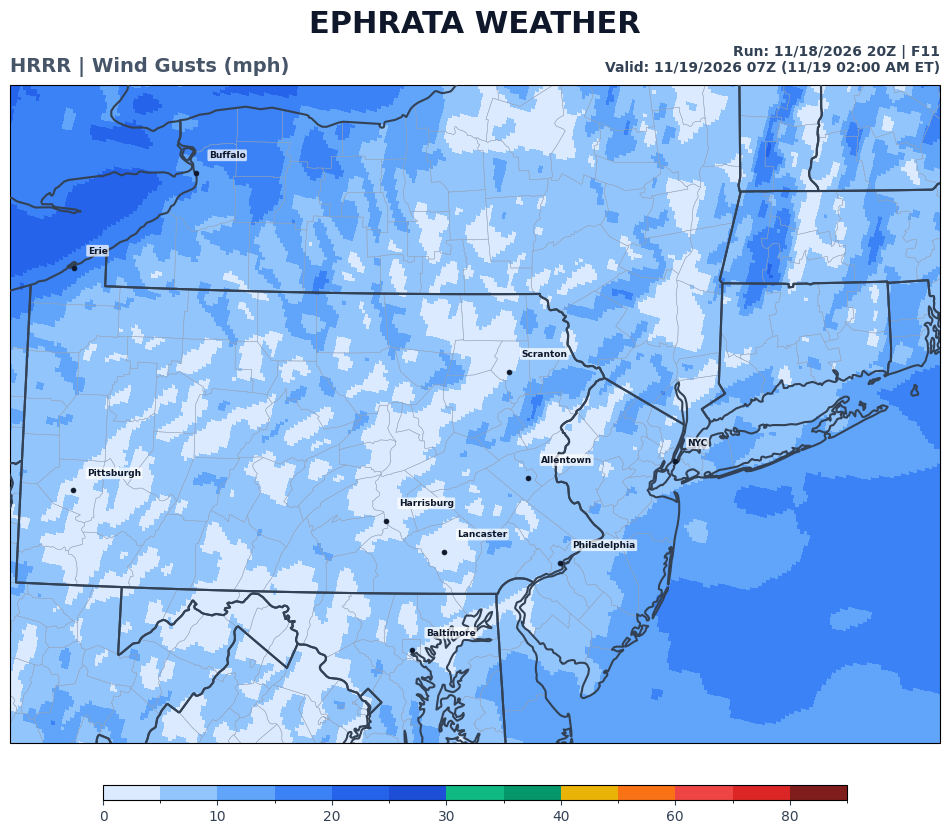 EPHRATA WEATHER
HRRR | Wind Gusts (mph)
Run: 11/18/2026 20Z | F11
Valid: 11/19/2026 07Z (11/19 02:00 AM ET)
Buffalo
Erie
Scranton
NYC
Allentown
Pittsburgh
Harrisburg
Lancaster
Philadelphia
Baltimore
0 10 20 30 40 50 60 70 80